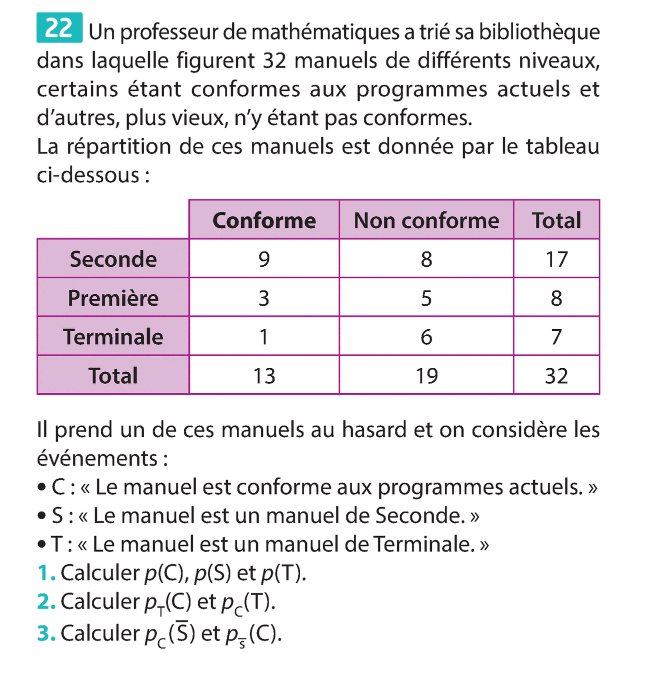 22 Un professeur de mathématiques a trié sa bibliothèque
dans laquelle figurent 32 manuels de différents niveaux,
certains étant conformes aux programmes actuels et
d’autres, plus vieux, n’y étant pas conformes.
La répartition de ces manuels est donnée par le tableau
ci-dessous :
Conforme Non conforme Total
Seconde 9 8 17
Première 3 5 8
Terminale 1 6 7
Total 13 19 32
Il prend un de ces manuels au hasard et on considère les
événements :
• C : « Le manuel est conforme aux programmes actuels. »
• S : « Le manuel est un manuel de Seconde. »
• T : « Le manuel est un manuel de Terminale. »
1. Calculer p(C), p(S) et p(T).
2. Calculer p_T(C) et p_C(T).
3. Calculer p_C(S̅) et p_s̅(C).